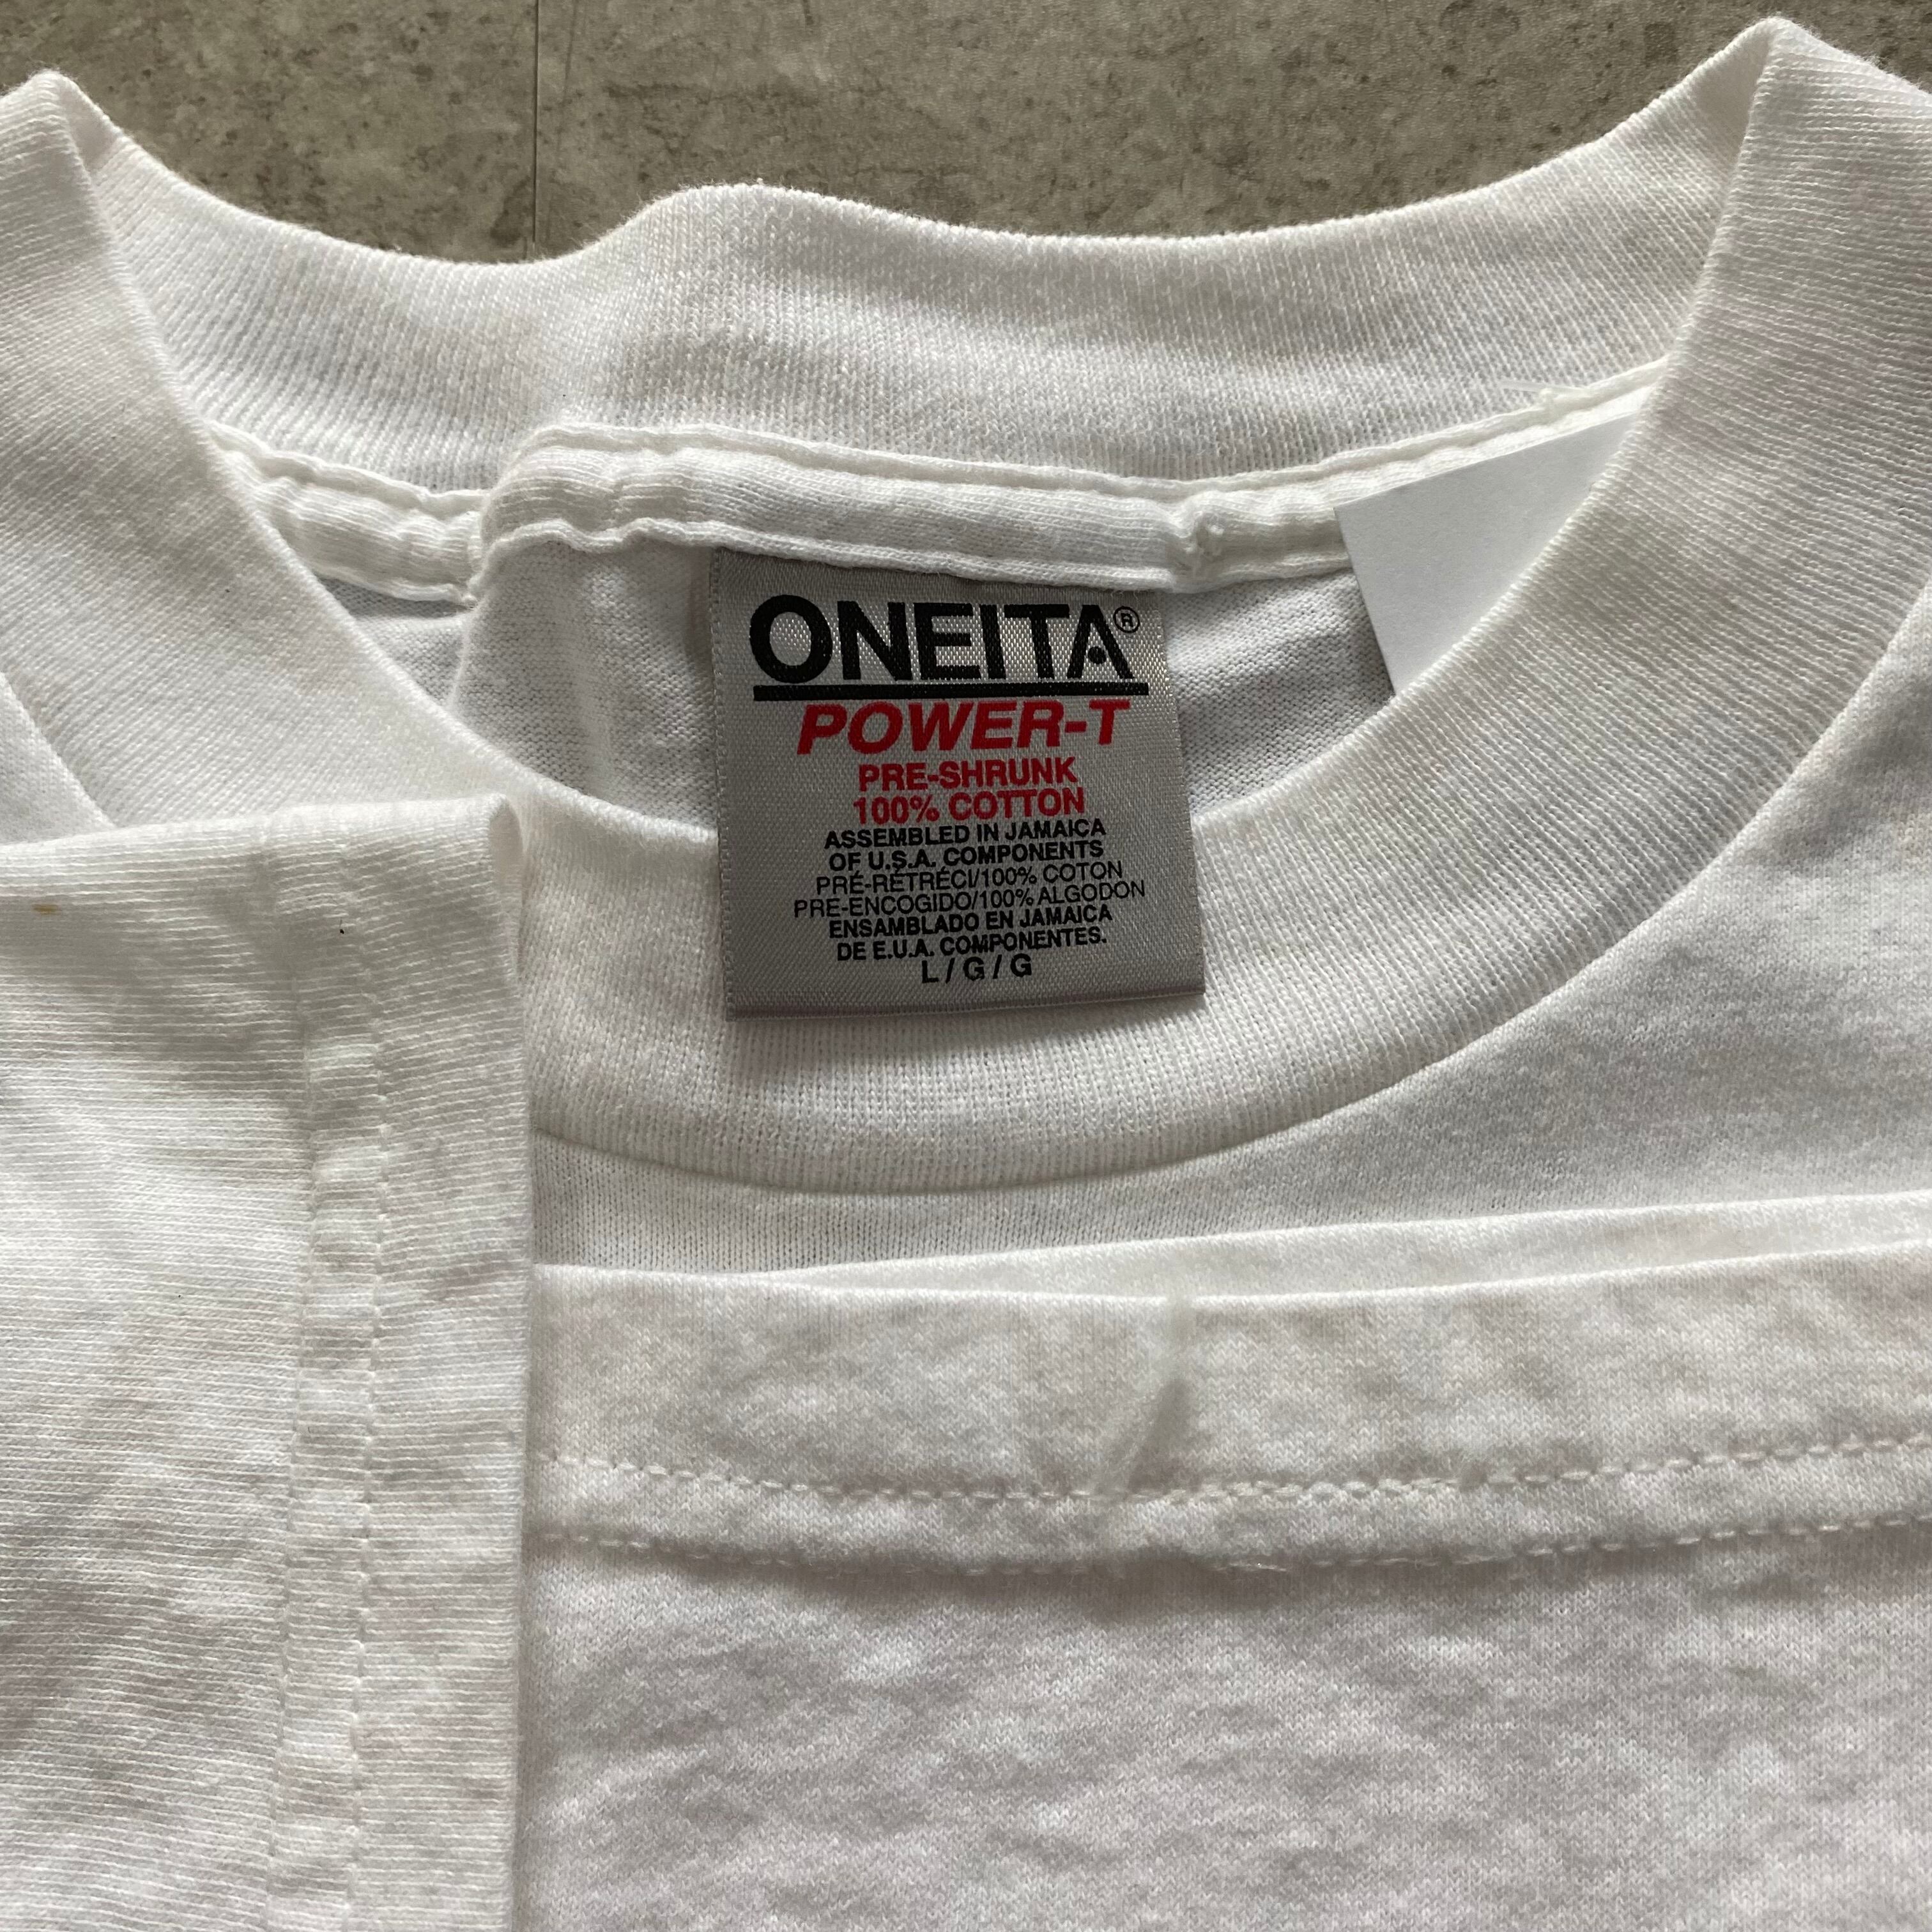 ONEITA®
POWER-T
PRE-SHRUNK
100% COTTON
ASSEMBLED IN JAMAICA
OF U.S.A. COMPONENTS
PRÉ-RÉTRÉCI/100% COTON
PRE-ENCOGIDO/100% ALGODON
ENSAMBLADO EN JAMAICA
DE E.U.A. COMPONENTES.
L / G / G